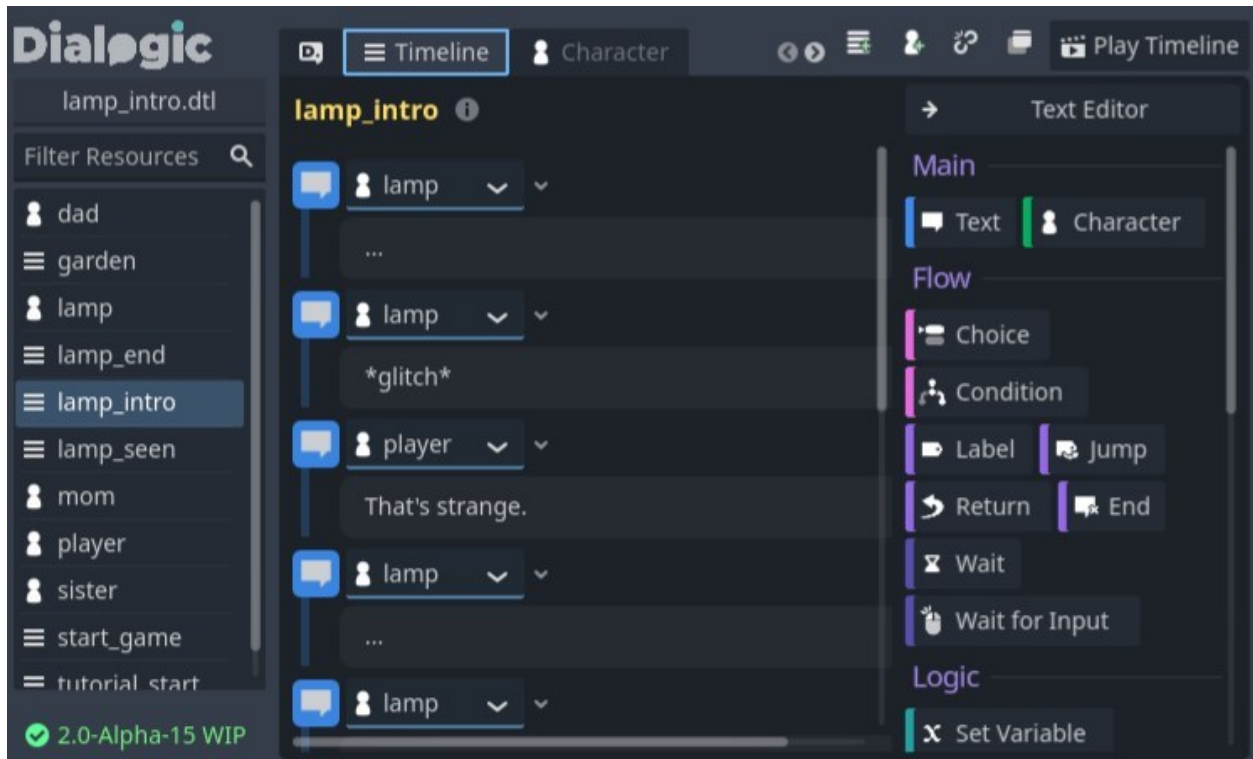 Dialogic
Timeline
Character
Play Timeline
lamp_intro.dtl
Filter Resources
dad
garden
lamp
lamp_end
lamp_intro
lamp_seen
mom
player
sister
start_game
tutorial_start
2.0-Alpha-15 WIP
lamp_intro
lamp
...
lamp
*glitch*
player
That's strange.
lamp
...
lamp
Text Editor
Main
Text Character
Flow
Choice
Condition
Label Jump
Return End
Wait
Wait for Input
Logic
x Set Variable